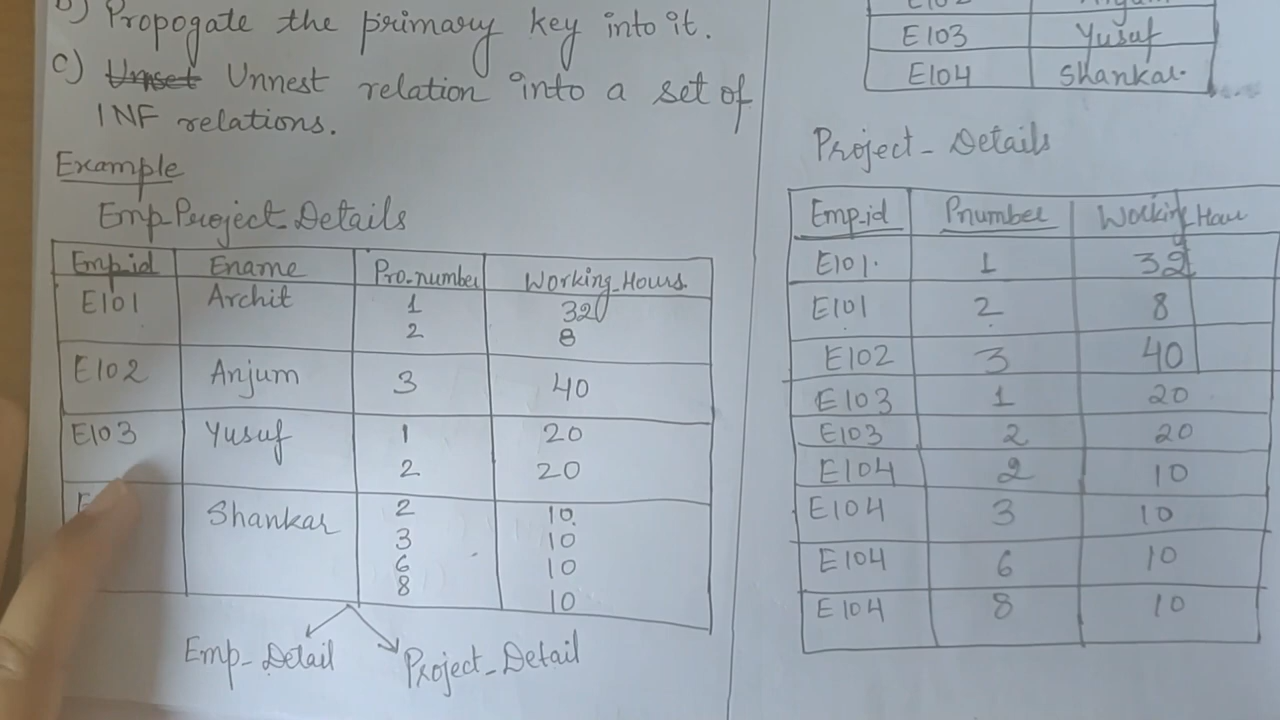 b) Propogate the primary key into it.
c) Unset Unnest relation into a set of
1NF relations.
Example
Emp_Project_Details
Emp_id Ename Pro_number Working_Hours
E101 Archit 1 32
2 8
E102 Anjum 3 40
E103 Yusuf 1 20
2 20
Shankar 2 10
3 10
6 10
8 10
Emp_Detail Project_Detail
E103 Yusuf
E104 Shankar
Project_Details
Emp_id Pnumber Working_Hour
E101 1 32
E101 2 8
E102 3 40
E103 1 20
E103 2 20
E104 2 10
E104 3 10
E104 6 10
E104 8 10